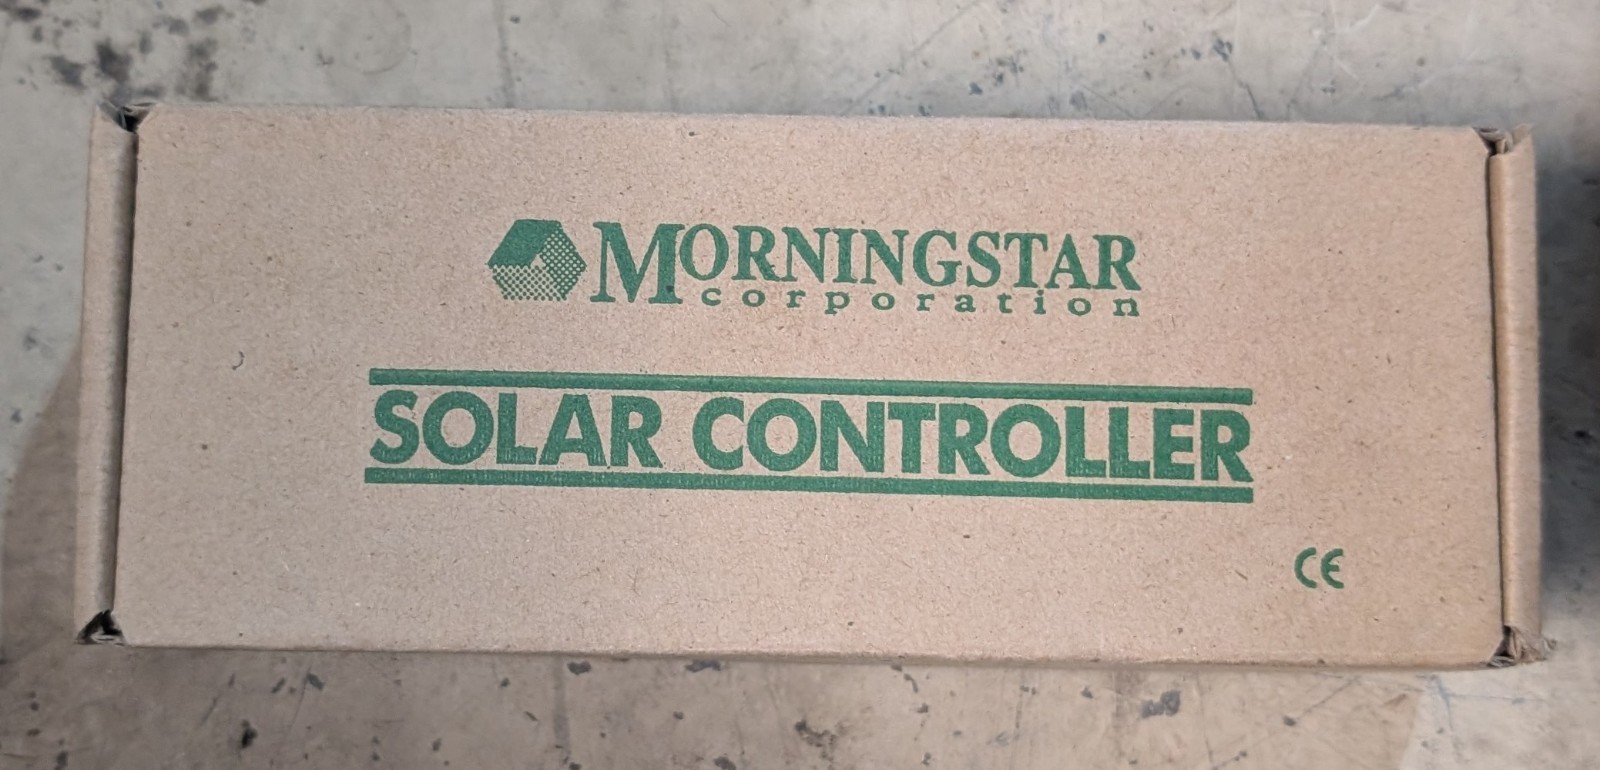 MORNINGSTAR
corporation
SOLAR CONTROLLER
CE